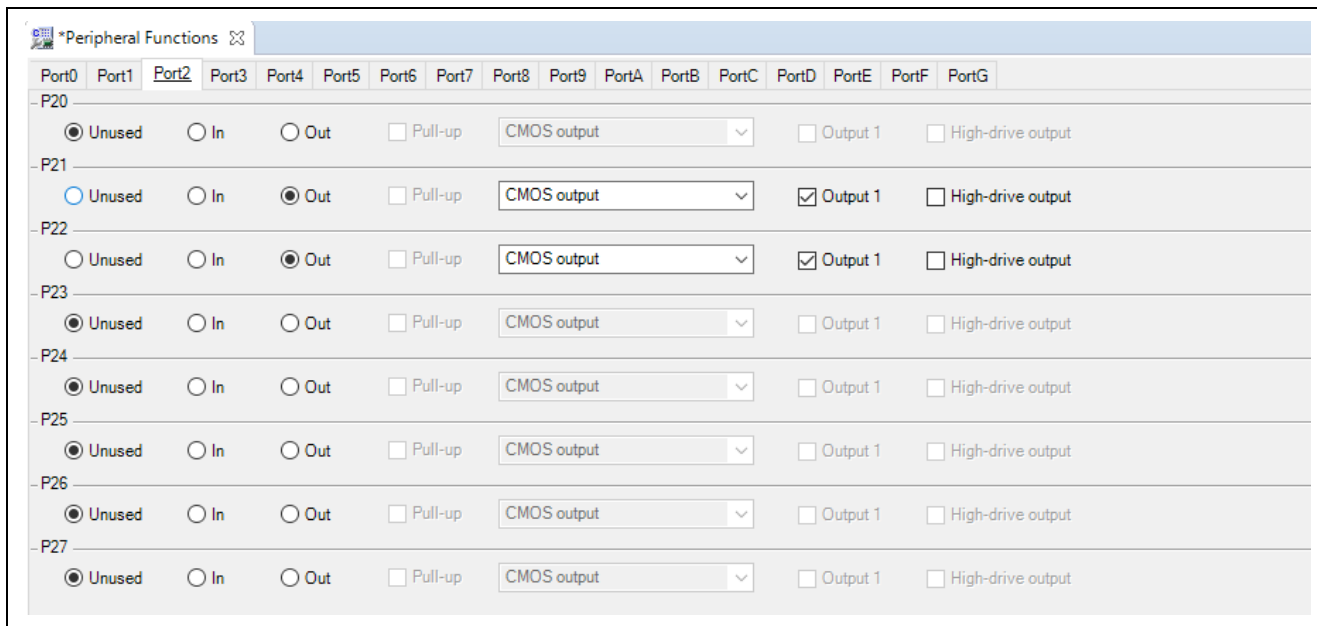 *Peripheral Functions
Port0 Port1 Port2 Port3 Port4 Port5 Port6 Port7 Port8 Port9 PortA PortB PortC PortD PortE PortF PortG
P20
Unused In Out Pull-up CMOS output Output 1 High-drive output
P21
Unused In Out Pull-up CMOS output Output 1 High-drive output
P22
Unused In Out Pull-up CMOS output Output 1 High-drive output
P23
Unused In Out Pull-up CMOS output Output 1 High-drive output
P24
Unused In Out Pull-up CMOS output Output 1 High-drive output
P25
Unused In Out Pull-up CMOS output Output 1 High-drive output
P26
Unused In Out Pull-up CMOS output Output 1 High-drive output
P27
Unused In Out Pull-up CMOS output Output 1 High-drive output